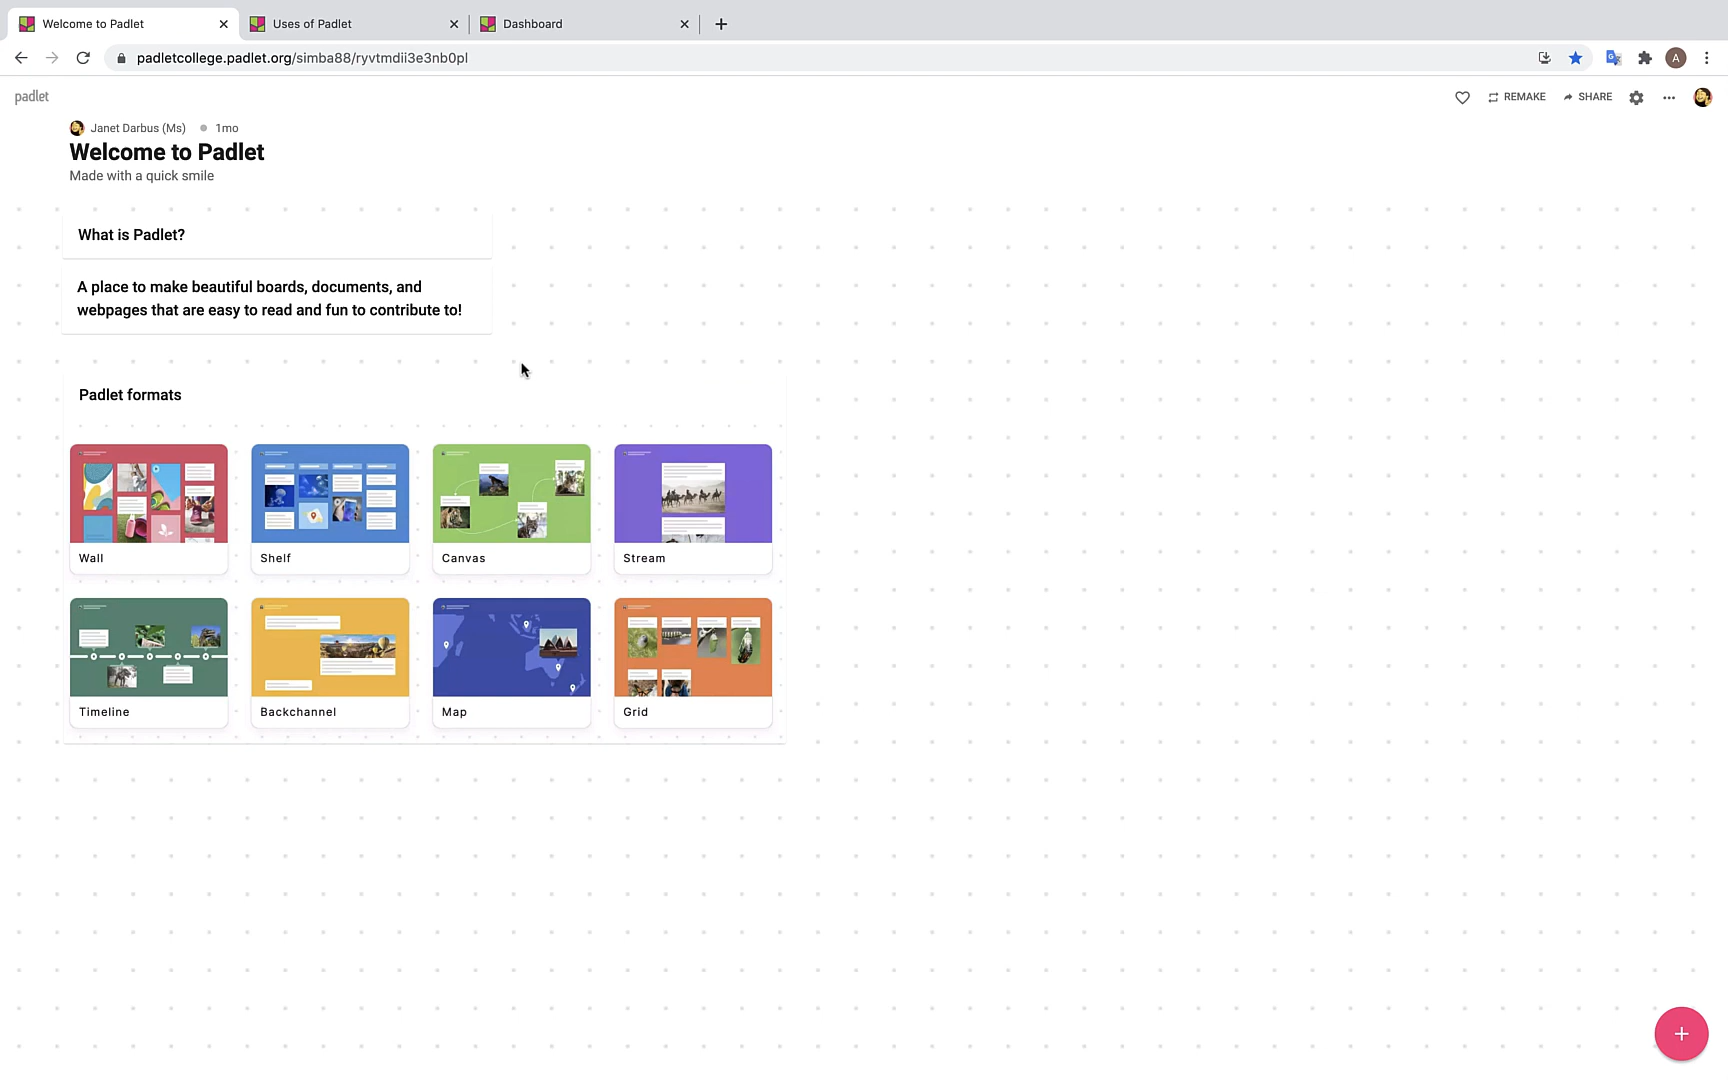 Welcome to Padlet
Uses of Padlet
Dashboard
padletcollege.padlet.org/simba88/ryvtmdii3e3nb0pl
A
padlet
REMAKE
SHARE
Janet Darbus (Ms)
1mo
Welcome to Padlet
Made with a quick smile
What is Padlet?
A place to make beautiful boards, documents, and
webpages that are easy to read and fun to contribute to!
Padlet formats
Wall
Shelf
Canvas
Stream
Timeline
Backchannel
Map
Grid